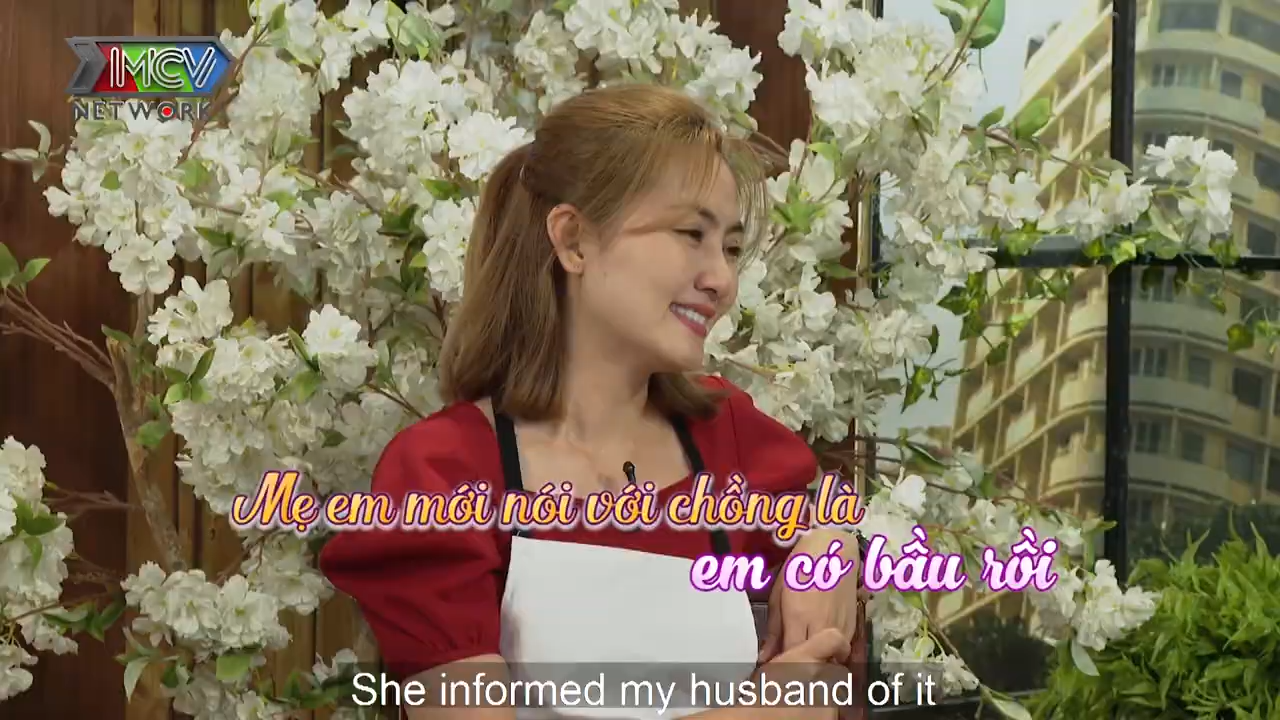 MCV
NETWORK
Mẹ em mới nói với chồng là
em có bầu rồi
She informed my husband of it